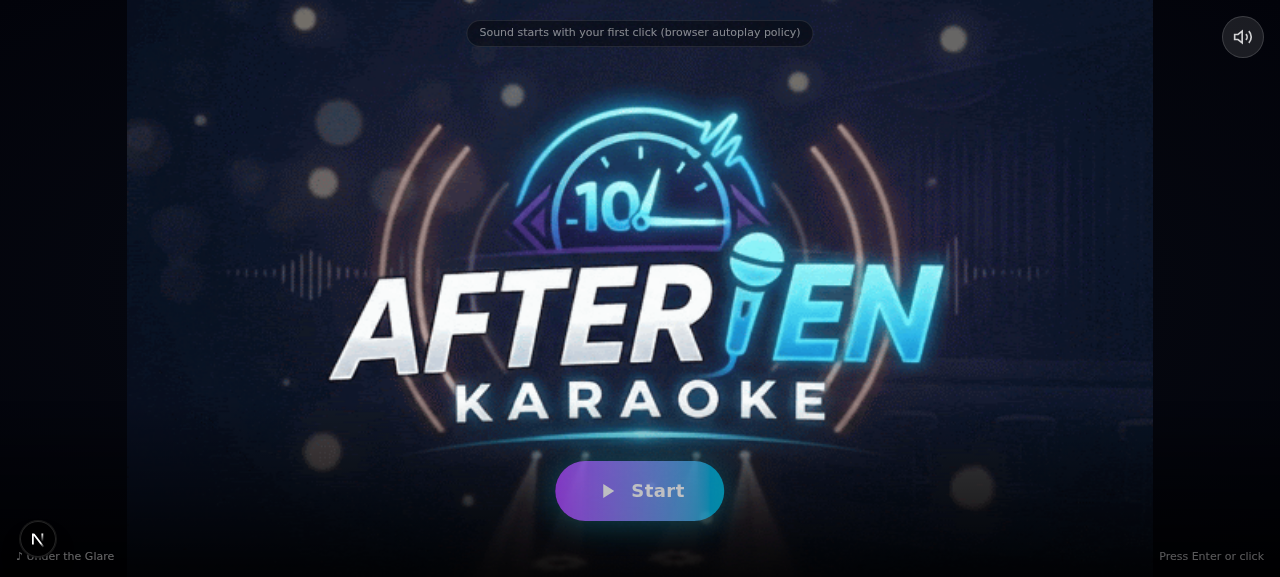 Sound starts with your first click (browser autoplay policy)
-10
AFTER TEN
KARAOKE
Start
N
♪ Under the Glare
Press Enter or click